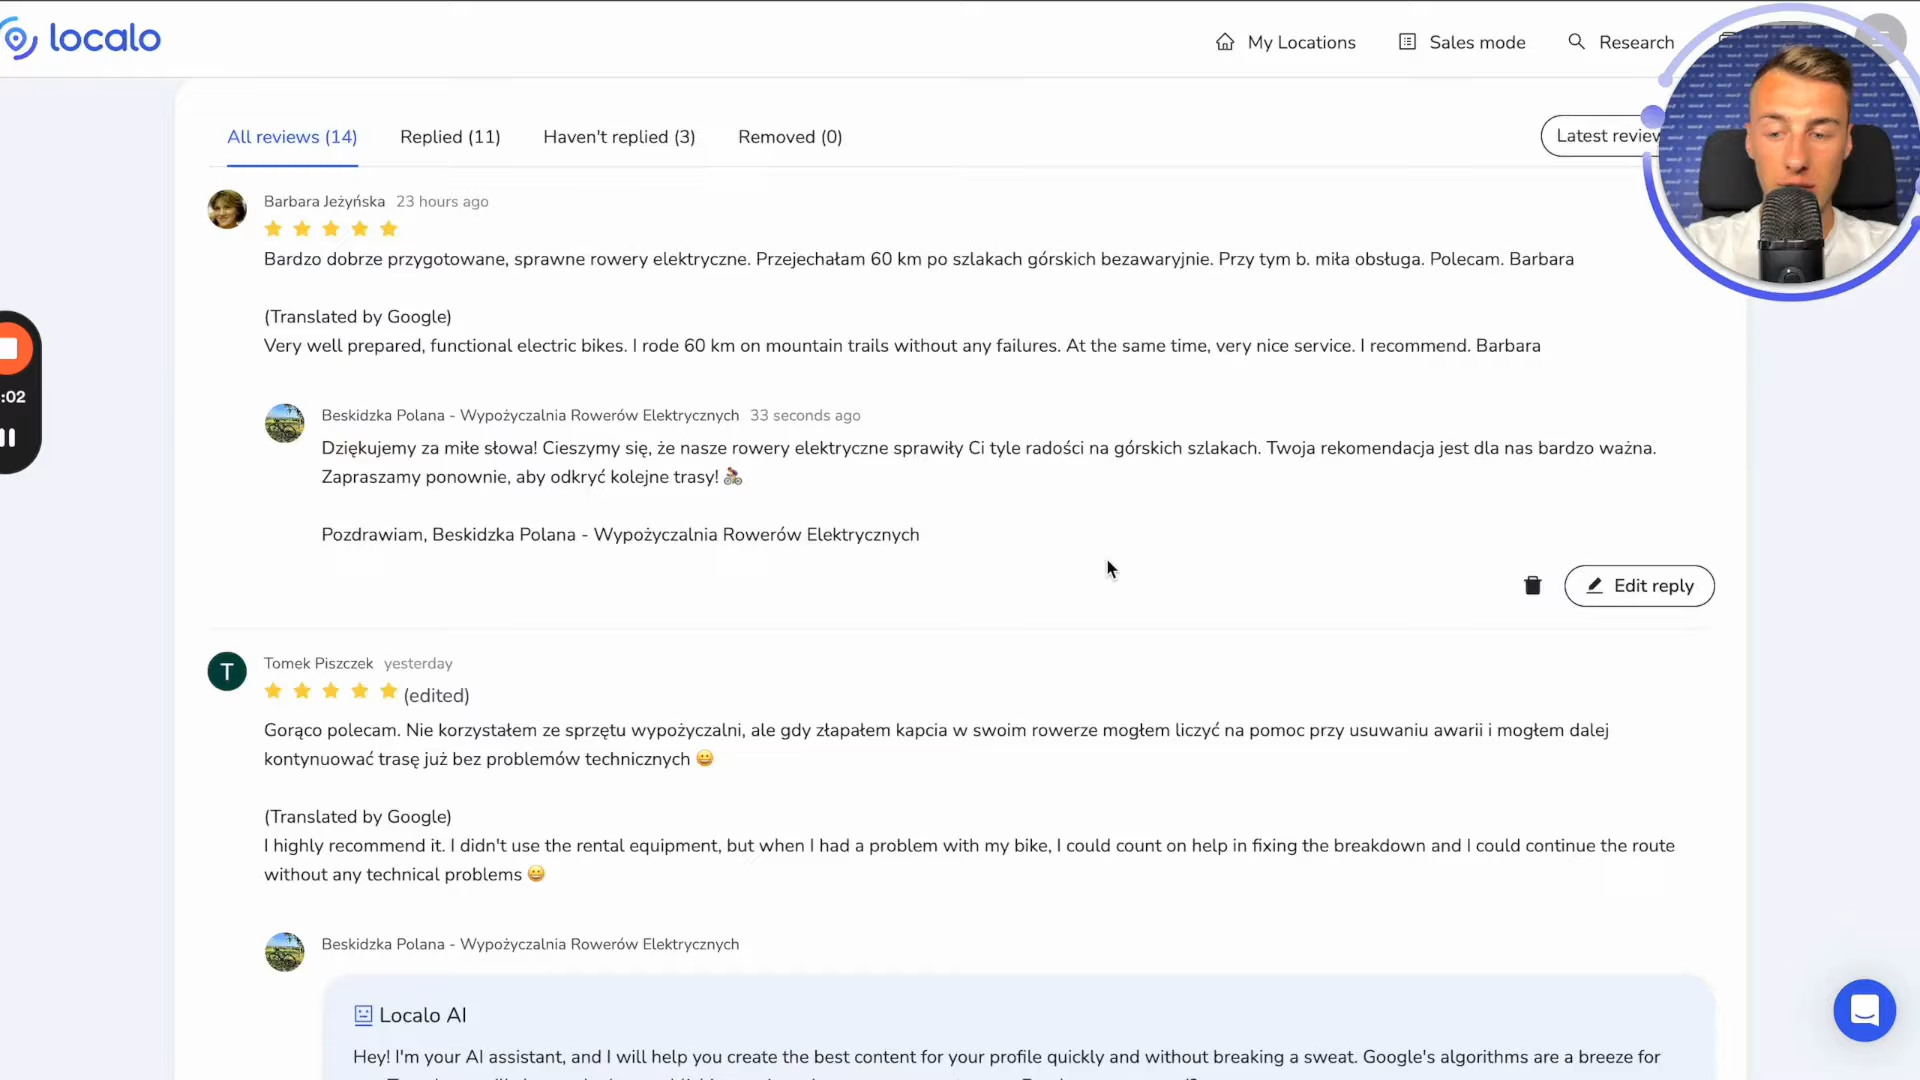 localo
My Locations
Sales mode
Research
All reviews (14)
Replied (11)
Haven't replied (3)
Removed (0)
Latest review
Barbara Jeżyńska 23 hours ago
Bardzo dobrze przygotowane, sprawne rowery elektryczne. Przejechałam 60 km po szlakach górskich bezawaryjnie. Przy tym b. miła obsługa. Polecam. Barbara
(Translated by Google)
Very well prepared, functional electric bikes. I rode 60 km on mountain trails without any failures. At the same time, very nice service. I recommend. Barbara
:02
Beskidzka Polana - Wypożyczalnia Rowerów Elektrycznych 33 seconds ago
Dziękujemy za miłe słowa! Cieszymy się, że nasze rowery elektryczne sprawiły Ci tyle radości na górskich szlakach. Twoja rekomendacja jest dla nas bardzo ważna.
Zapraszamy ponownie, aby odkryć kolejne trasy! 🚵
Pozdrawiam, Beskidzka Polana - Wypożyczalnia Rowerów Elektrycznych
Edit reply
T
Tomek Piszczek yesterday
(edited)
Gorąco polecam. Nie korzystałem ze sprzętu wypożyczalni, ale gdy złapałem kapcia w swoim rowerze mogłem liczyć na pomoc przy usuwaniu awarii i mogłem dalej
kontynuować trasę już bez problemów technicznych 😀
(Translated by Google)
I highly recommend it. I didn't use the rental equipment, but when I had a problem with my bike, I could count on help in fixing the breakdown and I could continue the route
without any technical problems 😀
Beskidzka Polana - Wypożyczalnia Rowerów Elektrycznych
Localo AI
Hey! I'm your AI assistant, and I will help you create the best content for your profile quickly and without breaking a sweat. Google's algorithms are a breeze for